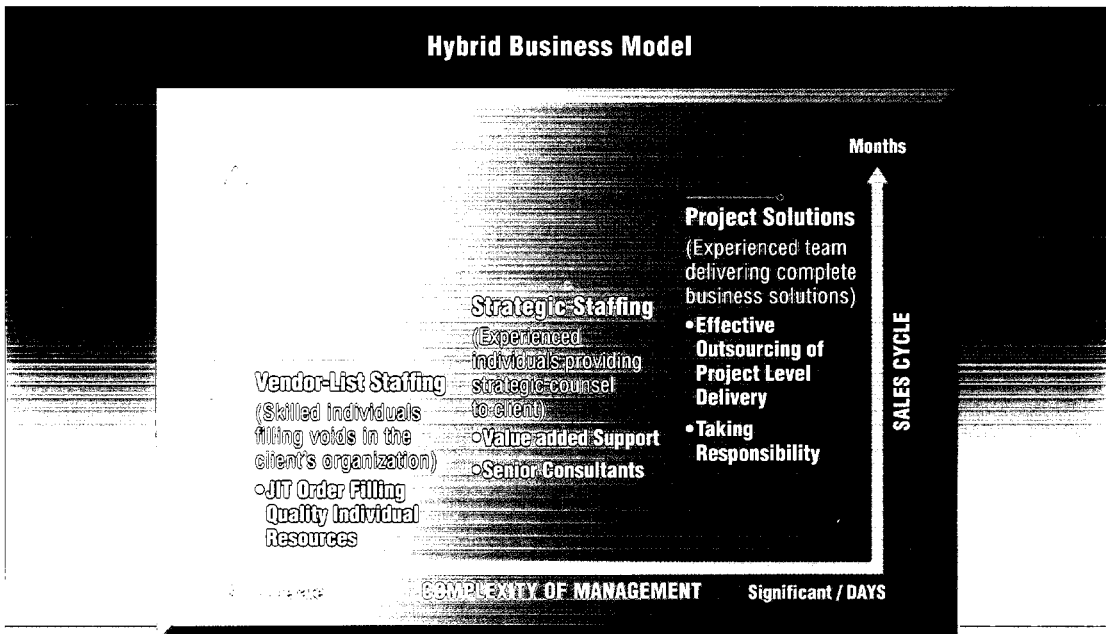 Hybrid Business Model
Months
Project Solutions
(Experienced team
delivering complete
business solutions)
•Effective
Outsourcing of
Project Level
Delivery
•Taking
Responsibility
Strategic Staffing
(Experienced
individuals providing
strategic counsel
to client)
•Value added Support
•Senior Consultants
Vendor-List Staffing
(Skilled individuals
filling voids in the
client's organization)
•JIT Order Filling
Quality Individual
Resources
SALES CYCLE
COMPLEXITY OF MANAGEMENT
Significant / DAYS